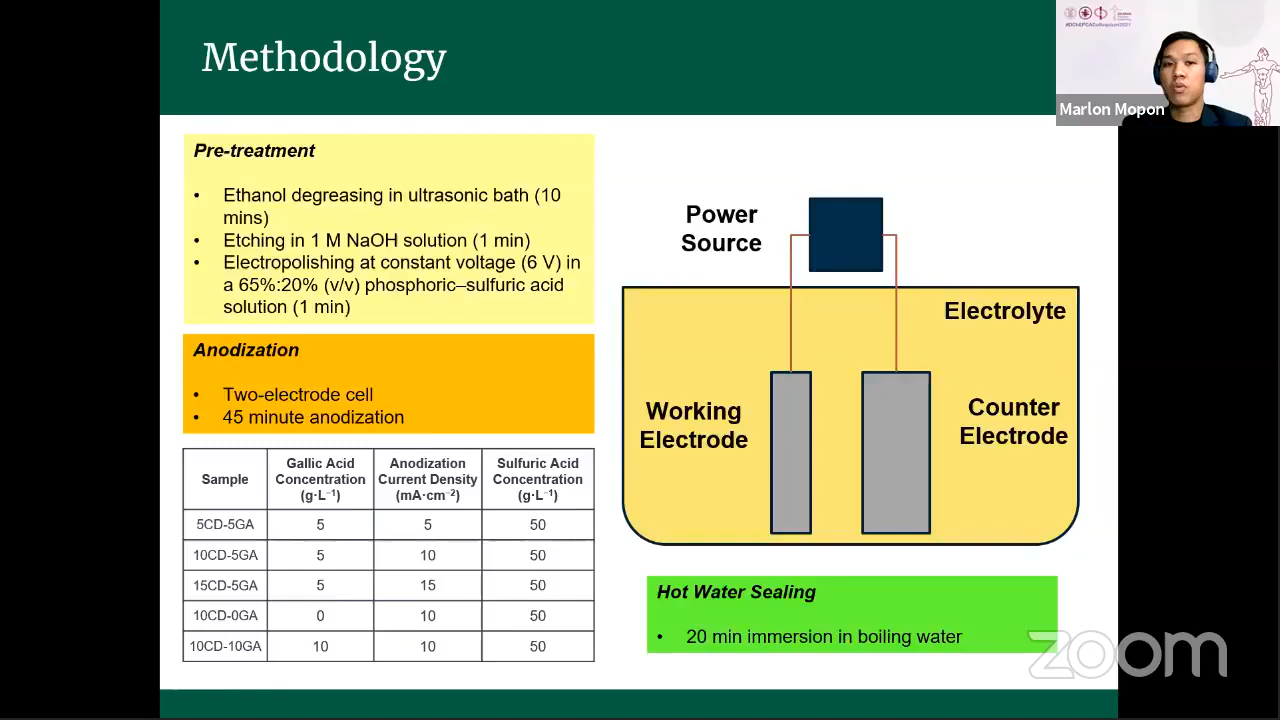 Methodology
#DChEPGAColloquium2021
Marlon Mopon
Pre-treatment
• Ethanol degreasing in ultrasonic bath (10
mins)
• Etching in 1 M NaOH solution (1 min)
• Electropolishing at constant voltage (6 V) in
a 65%:20% (v/v) phosphoric–sulfuric acid
solution (1 min)
Anodization
• Two-electrode cell
• 45 minute anodization
Sample Gallic Acid Concentration (g·L⁻¹) Anodization Current Density (mA·cm⁻²) Sulfuric Acid Concentration (g·L⁻¹)
5CD-5GA 5 5 50
10CD-5GA 5 10 50
15CD-5GA 5 15 50
10CD-0GA 0 10 50
10CD-10GA 10 10 50
Power
Source
Electrolyte
Working
Electrode
Counter
Electrode
Hot Water Sealing
• 20 min immersion in boiling water
zoom